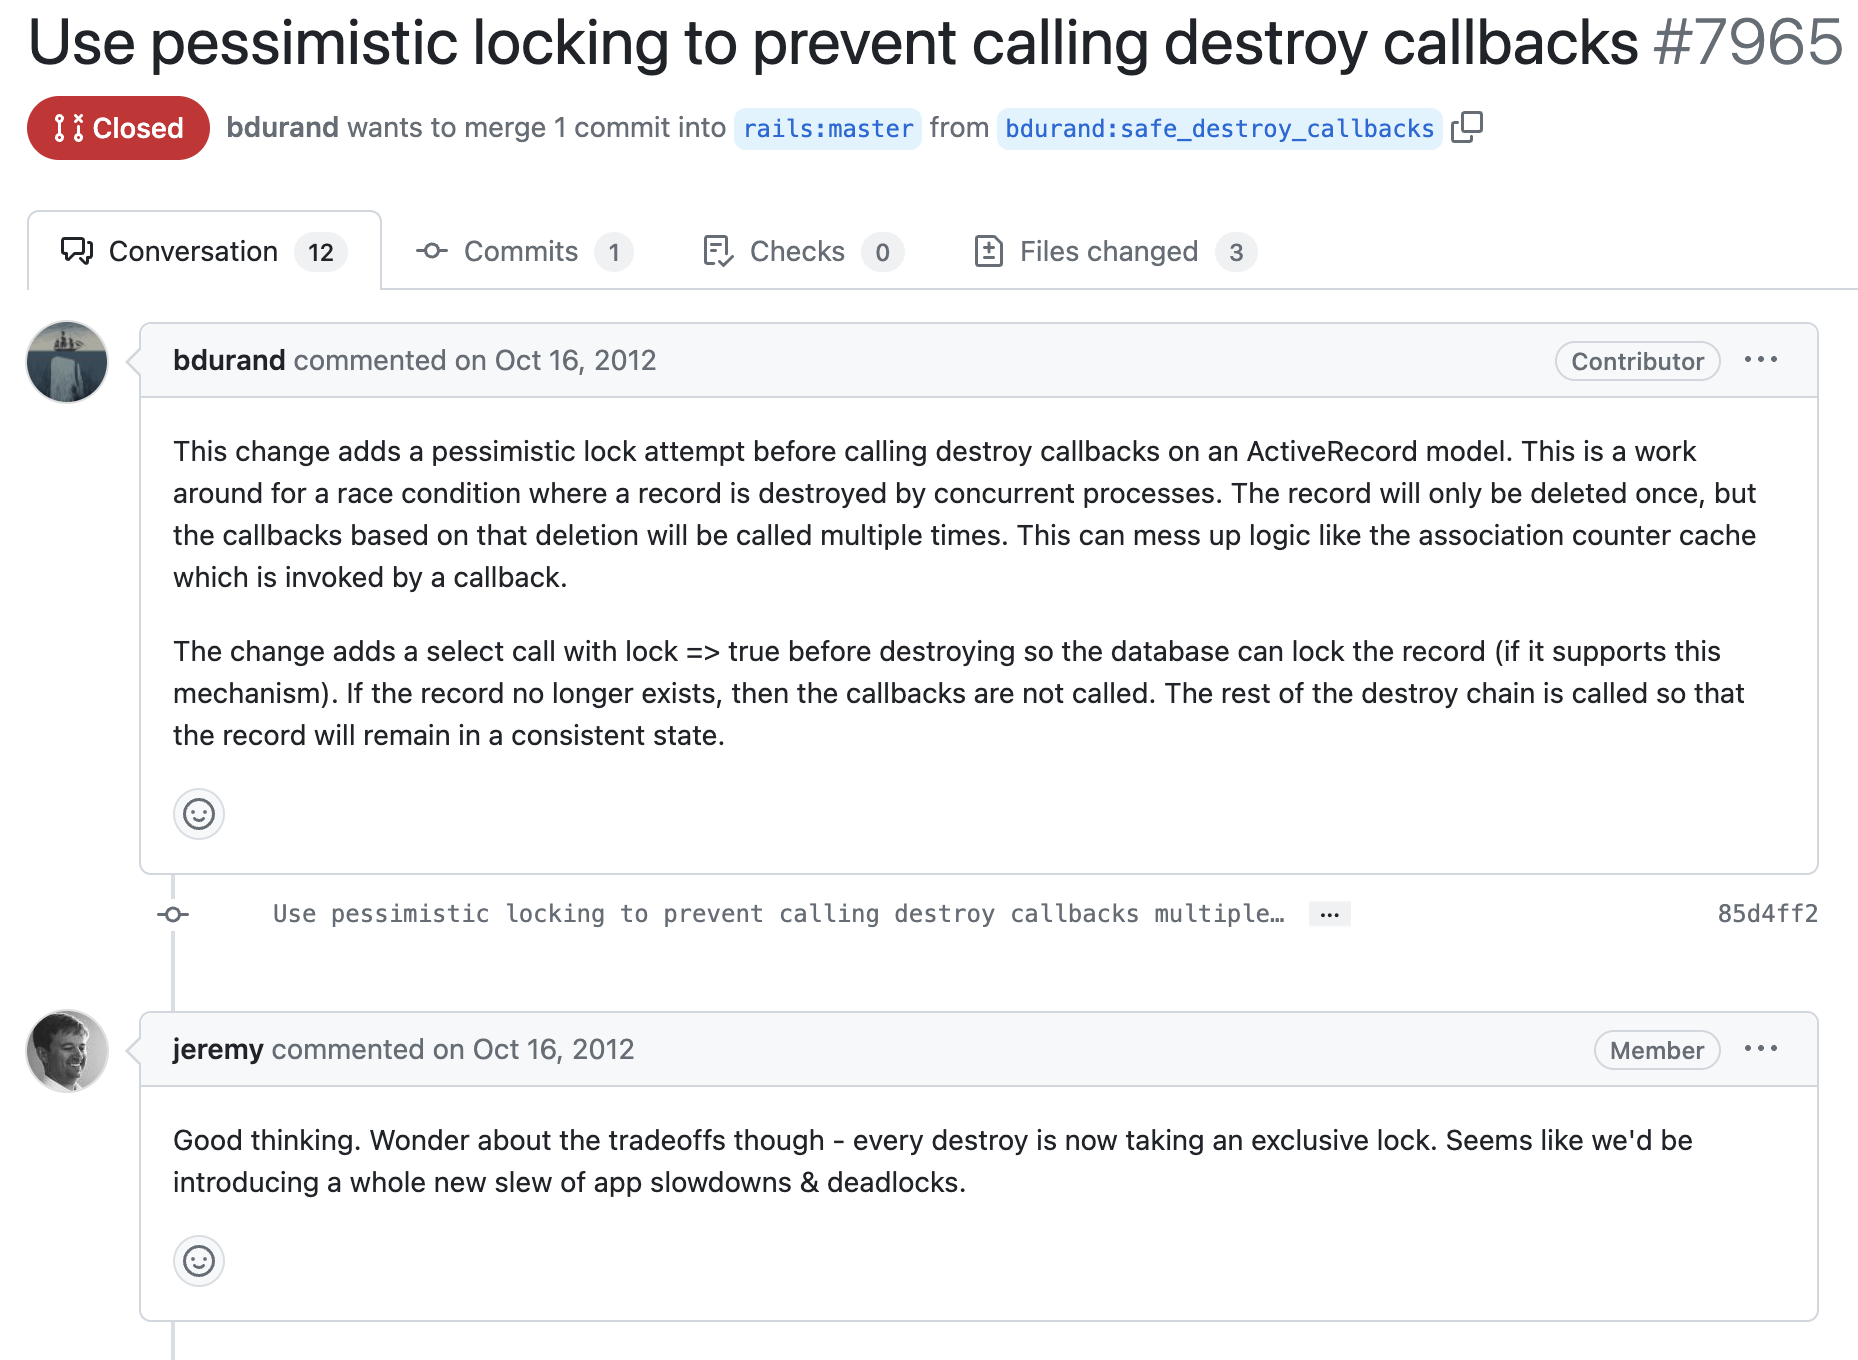 Use pessimistic locking to prevent calling destroy callbacks #7965
Closed bdurand wants to merge 1 commit into rails:master from bdurand:safe_destroy_callbacks
Conversation 12 Commits 1 Checks 0 Files changed 3
bdurand commented on Oct 16, 2012 Contributor ...
This change adds a pessimistic lock attempt before calling destroy callbacks on an ActiveRecord model. This is a work
around for a race condition where a record is destroyed by concurrent processes. The record will only be deleted once, but
the callbacks based on that deletion will be called multiple times. This can mess up logic like the association counter cache
which is invoked by a callback.
The change adds a select call with lock => true before destroying so the database can lock the record (if it supports this
mechanism). If the record no longer exists, then the callbacks are not called. The rest of the destroy chain is called so that
the record will remain in a consistent state.
Use pessimistic locking to prevent calling destroy callbacks multiple… ... 85d4ff2
jeremy commented on Oct 16, 2012 Member ...
Good thinking. Wonder about the tradeoffs though - every destroy is now taking an exclusive lock. Seems like we'd be
introducing a whole new slew of app slowdowns & deadlocks.